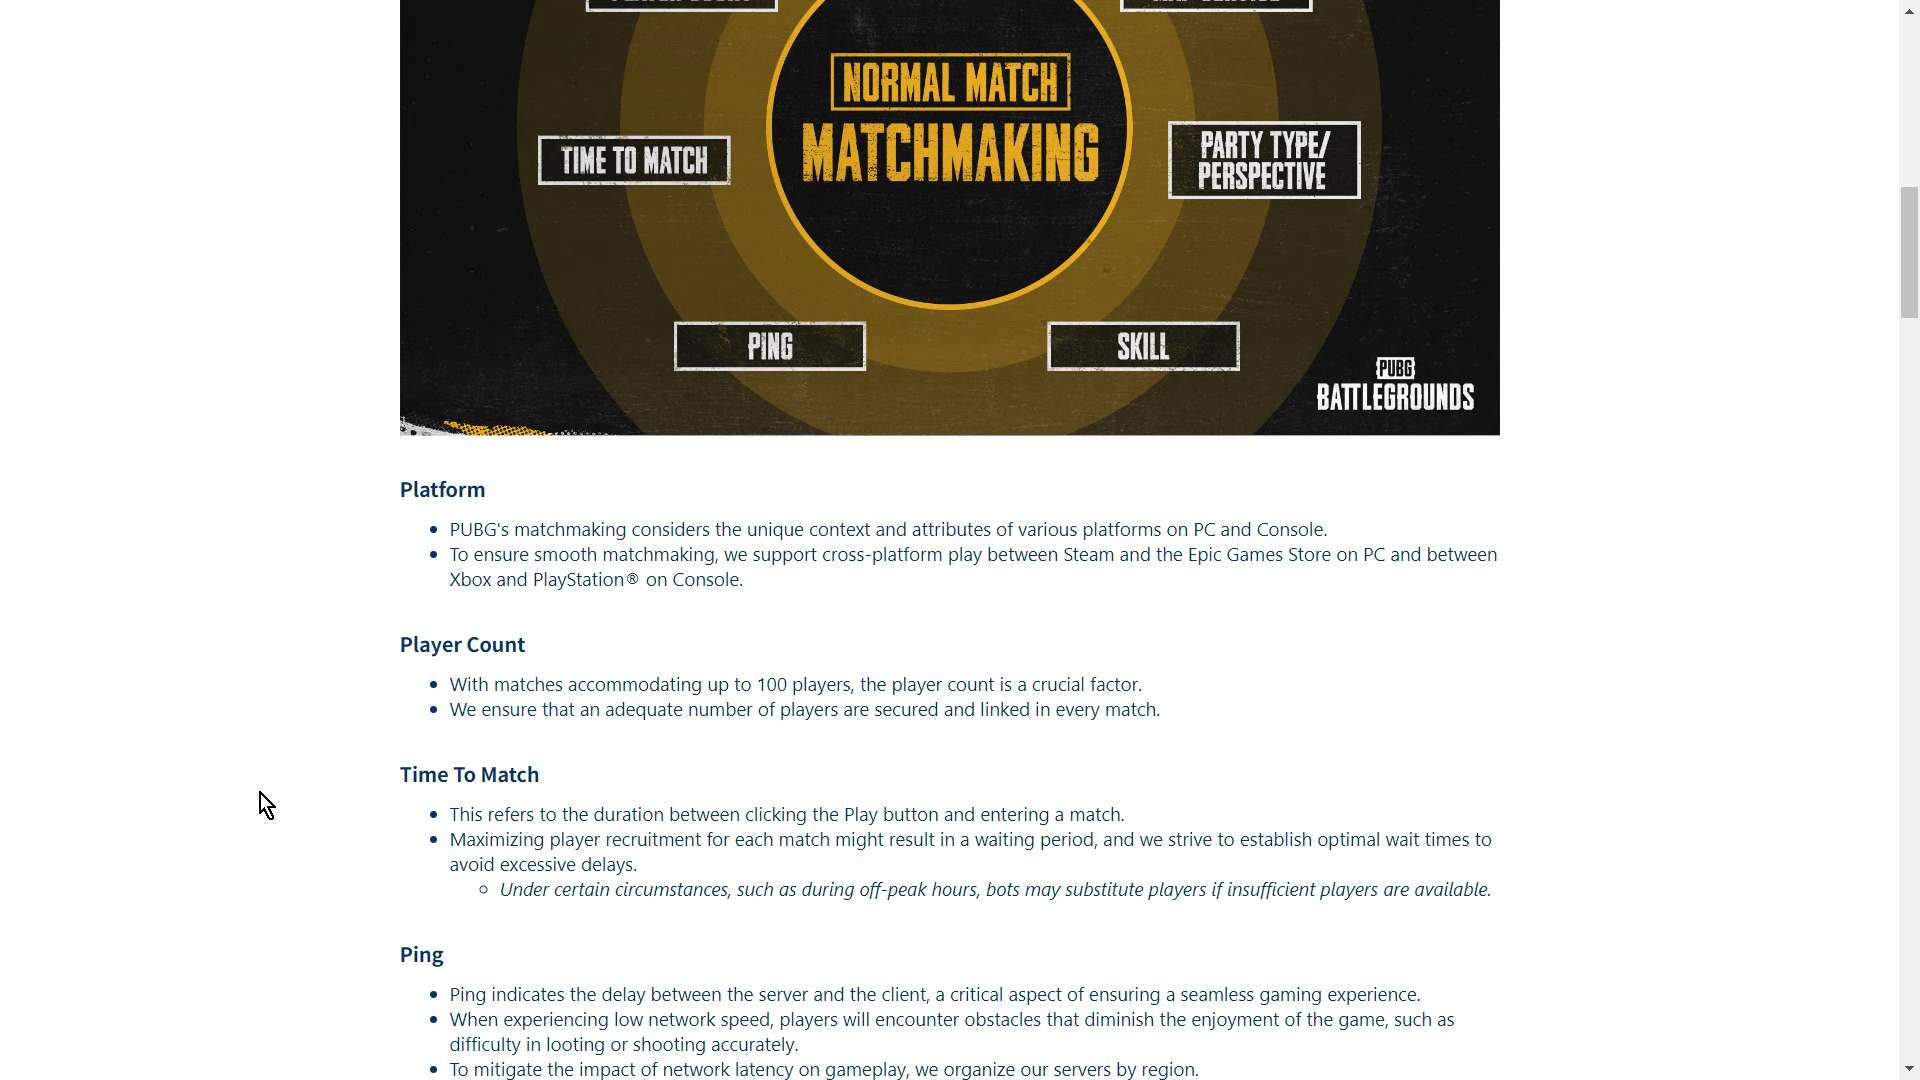 NORMAL MATCH
MATCHMAKING
TIME TO MATCH
PARTY TYPE/
PERSPECTIVE
PING
SKILL
PUBG
BATTLEGROUNDS
Platform
PUBG's matchmaking considers the unique context and attributes of various platforms on PC and Console.
To ensure smooth matchmaking, we support cross-platform play between Steam and the Epic Games Store on PC and between
Xbox and PlayStation® on Console.
Player Count
With matches accommodating up to 100 players, the player count is a crucial factor.
We ensure that an adequate number of players are secured and linked in every match.
Time To Match
This refers to the duration between clicking the Play button and entering a match.
Maximizing player recruitment for each match might result in a waiting period, and we strive to establish optimal wait times to
avoid excessive delays.
Under certain circumstances, such as during off-peak hours, bots may substitute players if insufficient players are available.
Ping
Ping indicates the delay between the server and the client, a critical aspect of ensuring a seamless gaming experience.
When experiencing low network speed, players will encounter obstacles that diminish the enjoyment of the game, such as
difficulty in looting or shooting accurately.
To mitigate the impact of network latency on gameplay, we organize our servers by region.